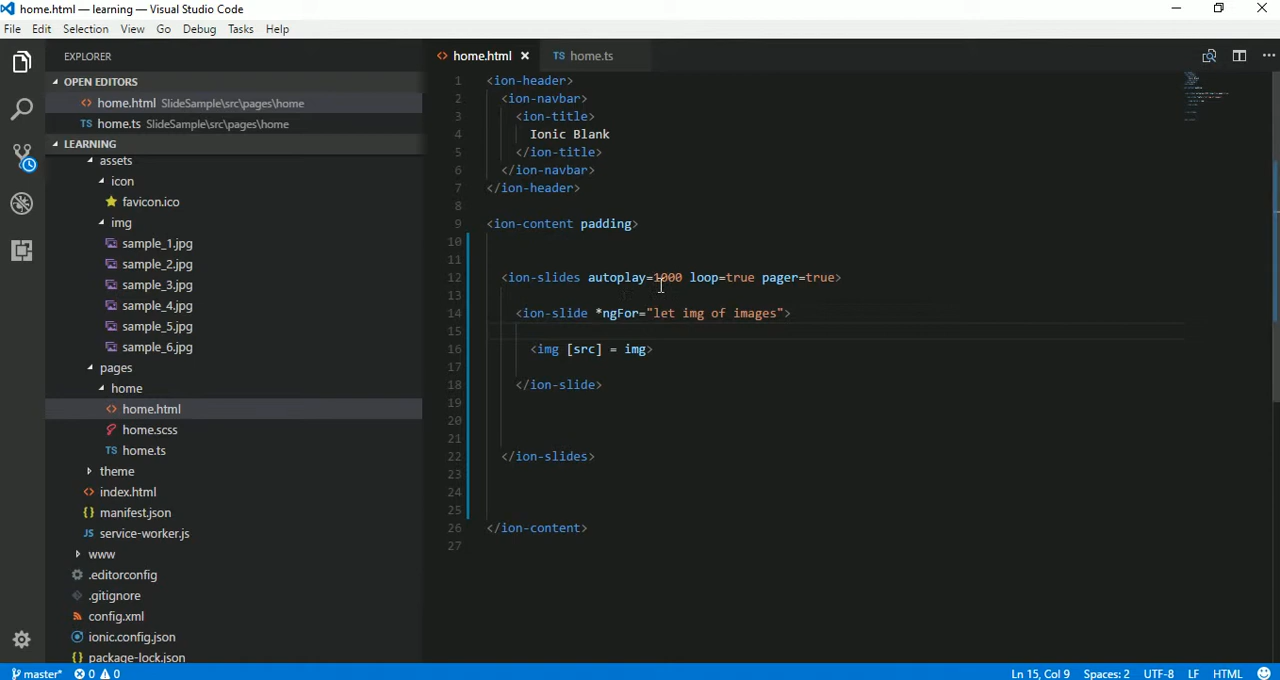 home.html — learning — Visual Studio Code
File Edit Selection View Go Debug Tasks Help
EXPLORER
OPEN EDITORS
<> home.html SlideSample\src\pages\home
TS home.ts SlideSample\src\pages\home
LEARNING
assets
icon
favicon.ico
img
sample_1.jpg
sample_2.jpg
sample_3.jpg
sample_4.jpg
sample_5.jpg
sample_6.jpg
pages
home
<> home.html
home.scss
TS home.ts
theme
<> index.html
{} manifest.json
JS service-worker.js
www
.editorconfig
.gitignore
config.xml
ionic.config.json
package-lock.json
<> home.html
TS home.ts
1 <ion-header>
2 <ion-navbar>
3 <ion-title>
4 Ionic Blank
5 </ion-title>
6 </ion-navbar>
7 </ion-header>
8
9 <ion-content padding>
10
11
12 <ion-slides autoplay=1000 loop=true pager=true>
13
14 <ion-slide *ngFor="let img of images">
15
16 <img [src] = img>
17
18 </ion-slide>
19
20
21
22 </ion-slides>
23
24
25
26 </ion-content>
27
master* 0 0
Ln 15, Col 9 Spaces: 2 UTF-8 LF HTML